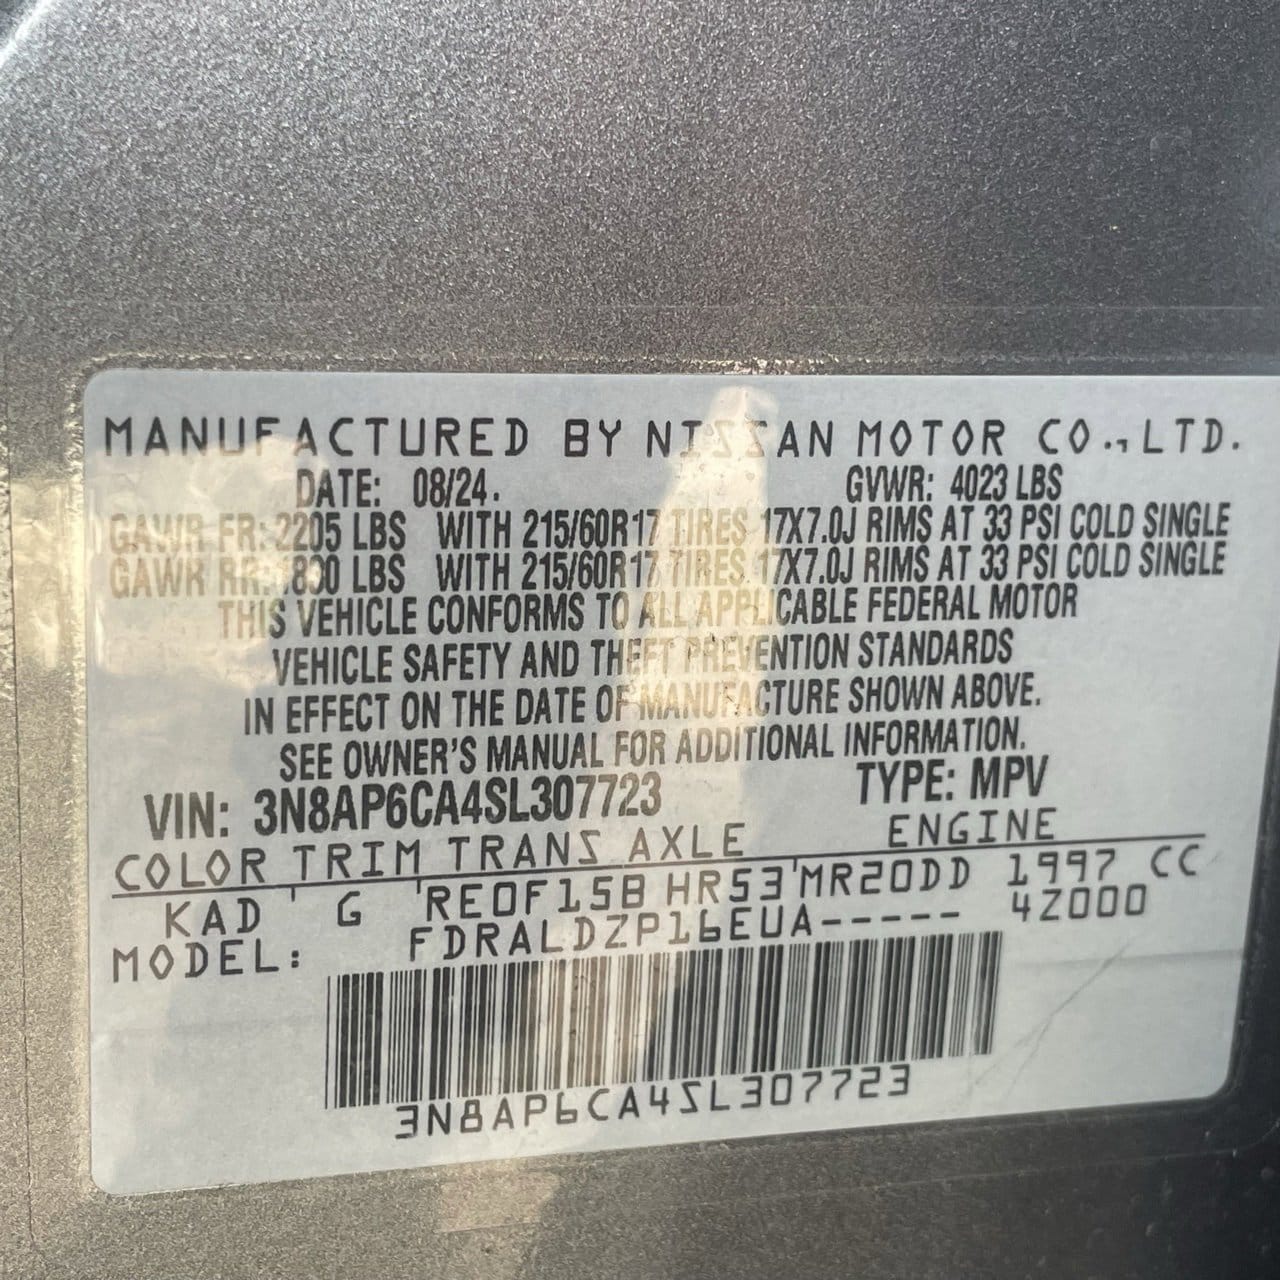 MANUFACTURED BY NISSAN MOTOR CO., LTD.
DATE: 08/24. GVWR: 4023 LBS
GAWR FR: 2205 LBS WITH 215/60R17 TIRES 17X7.0J RIMS AT 33 PSI COLD SINGLE
GAWR RR: LBS WITH 215/60R17 TIRES 17X7.0J RIMS AT 33 PSI COLD SINGLE
THIS VEHICLE CONFORMS TO ALL APPLICABLE FEDERAL MOTOR
VEHICLE SAFETY AND THEFT PREVENTION STANDARDS
IN EFFECT ON THE DATE OF MANUFACTURE SHOWN ABOVE.
SEE OWNER'S MANUAL FOR ADDITIONAL INFORMATION.
VIN: 3N8AP6CA4SL307723 TYPE: MPV
COLOR TRIM TRANS AXLE ENGINE
KAD G RE0F15B HR53 MR20DD 1997 CC
MODEL: FDRALDZP16EUA----- 4Z000
3N8AP6CA4SL307723